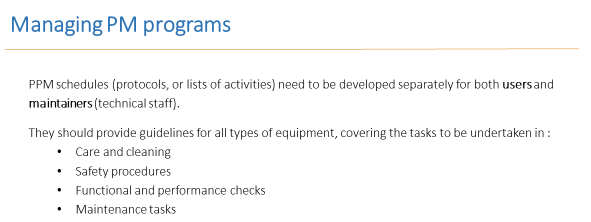 Managing PM programs
PPM schedules (protocols, or lists of activities) need to be developed separately for both users and
maintainers (technical staff).
They should provide guidelines for all types of equipment, covering the tasks to be undertaken in :
• Care and cleaning
• Safety procedures
• Functional and performance checks
• Maintenance tasks